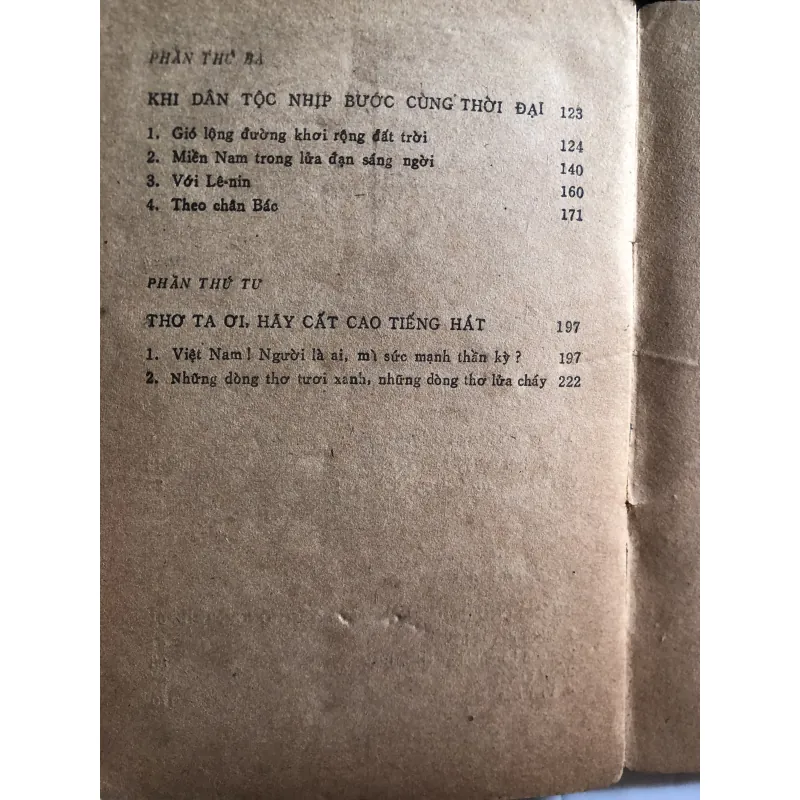 PHẦN THỨ BA
KHI DÂN TỘC NHỊP BƯỚC CÙNG THỜI ĐẠI 123
1. Gió lộng đường khơi rộng đất trời 124
2. Miền Nam trong lửa đạn sáng ngời 140
3. Với Lê-nin 160
4. Theo chân Bác 171
PHẦN THỨ TƯ
THƠ TA ƠI, HÃY CẤT CAO TIẾNG HÁT 197
1. Việt Nam! Người là ai, mì sức mạnh thần kỳ? 197
2. Những dòng thơ tươi xanh, những dòng thơ lửa cháy 222